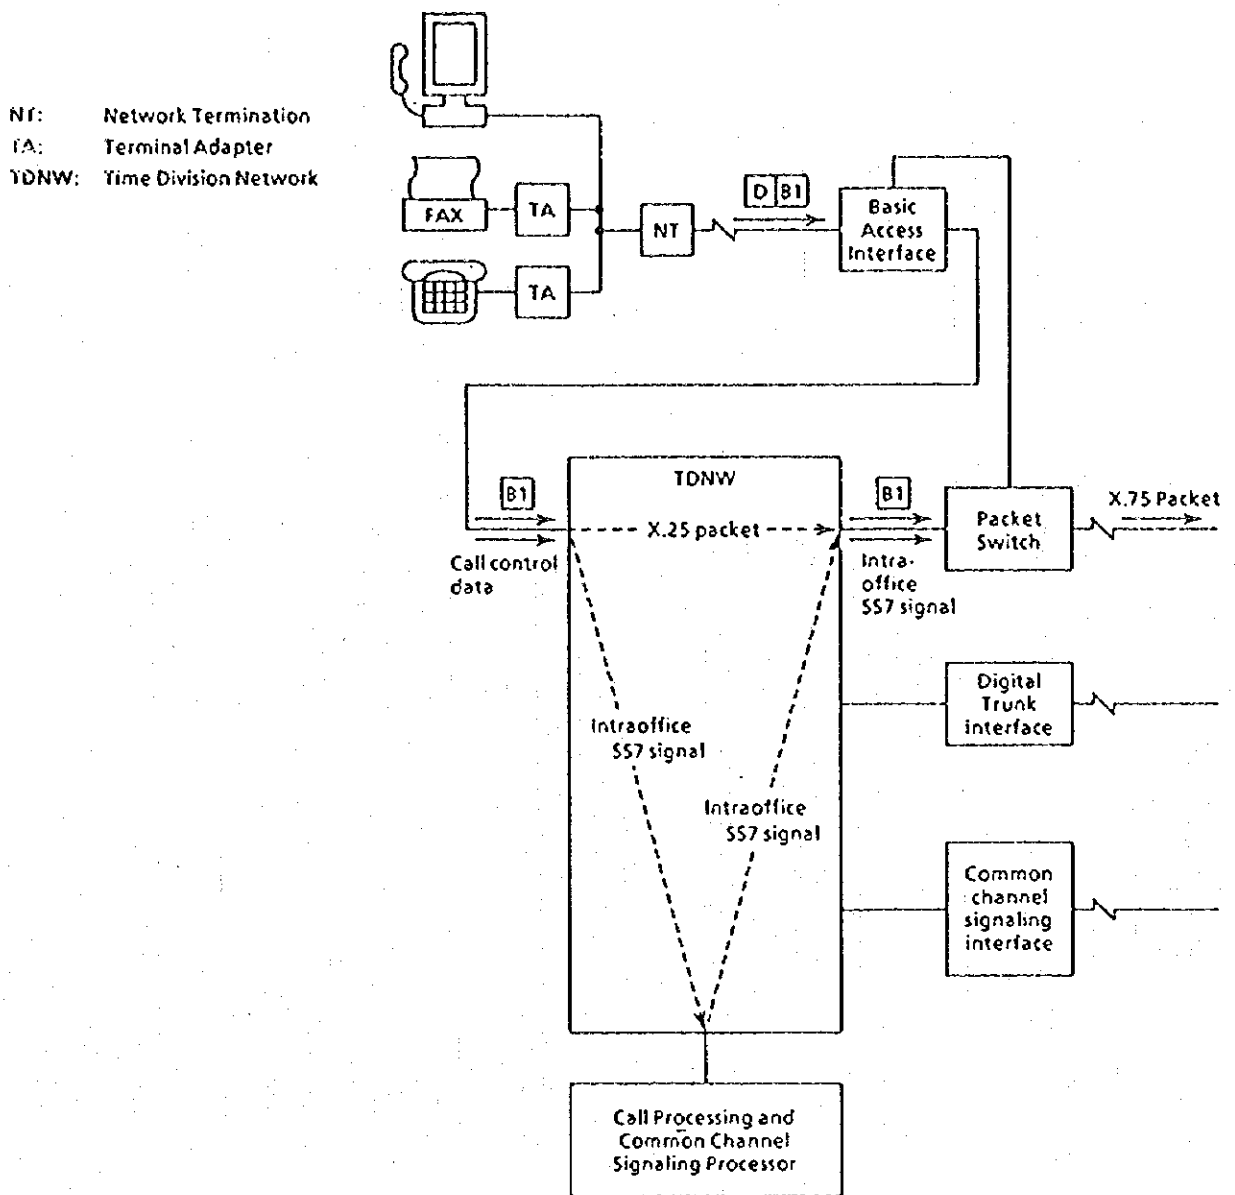 NT: Network Termination
TA: Terminal Adapter
TDNW: Time Division Network
FAX
TA
TA
NT
D B1
Basic
Access
Interface
B1
Call control
data
TDNW
X.25 packet
B1
Intra-
office
SS7 signal
Packet
Switch
X.75 Packet
Digital
Trunk
interface
Intraoffice
SS7 signal
Intraoffice
SS7 signal
Common
channel
signaling
interface
Call Processing and
Common Channel
Signaling Processor